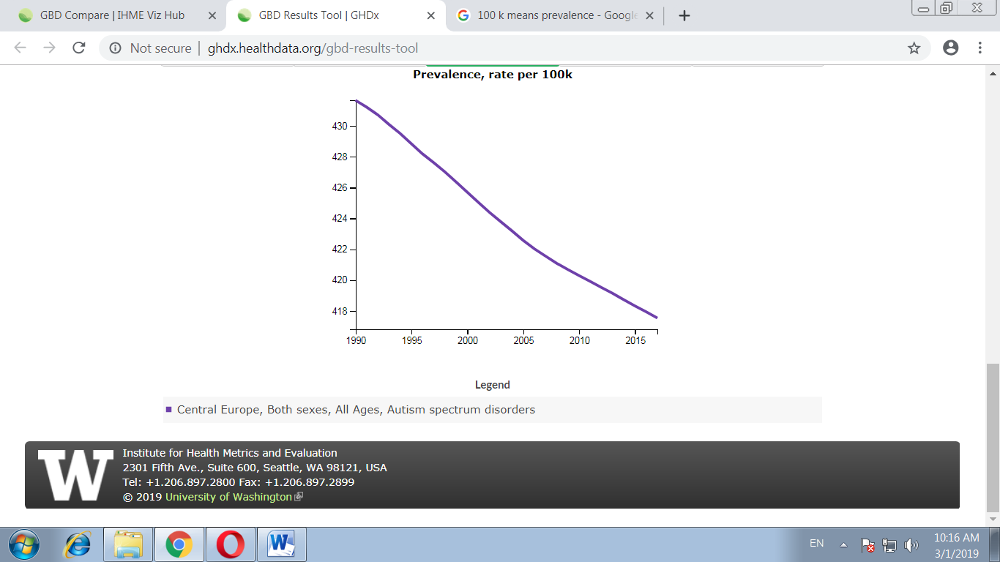 GBD Compare | IHME Viz Hub
GBD Results Tool | GHDx
100 k means prevalence - Google
Not secure | ghdx.healthdata.org/gbd-results-tool
Prevalence, rate per 100k
430
428
426
424
422
420
418
1990 1995 2000 2005 2010 2015
Legend
Central Europe, Both sexes, All Ages, Autism spectrum disorders
W
Institute for Health Metrics and Evaluation
2301 Fifth Ave., Suite 600, Seattle, WA 98121, USA
Tel: +1.206.897.2800 Fax: +1.206.897.2899
© 2019 University of Washington
EN
10:16 AM
3/1/2019